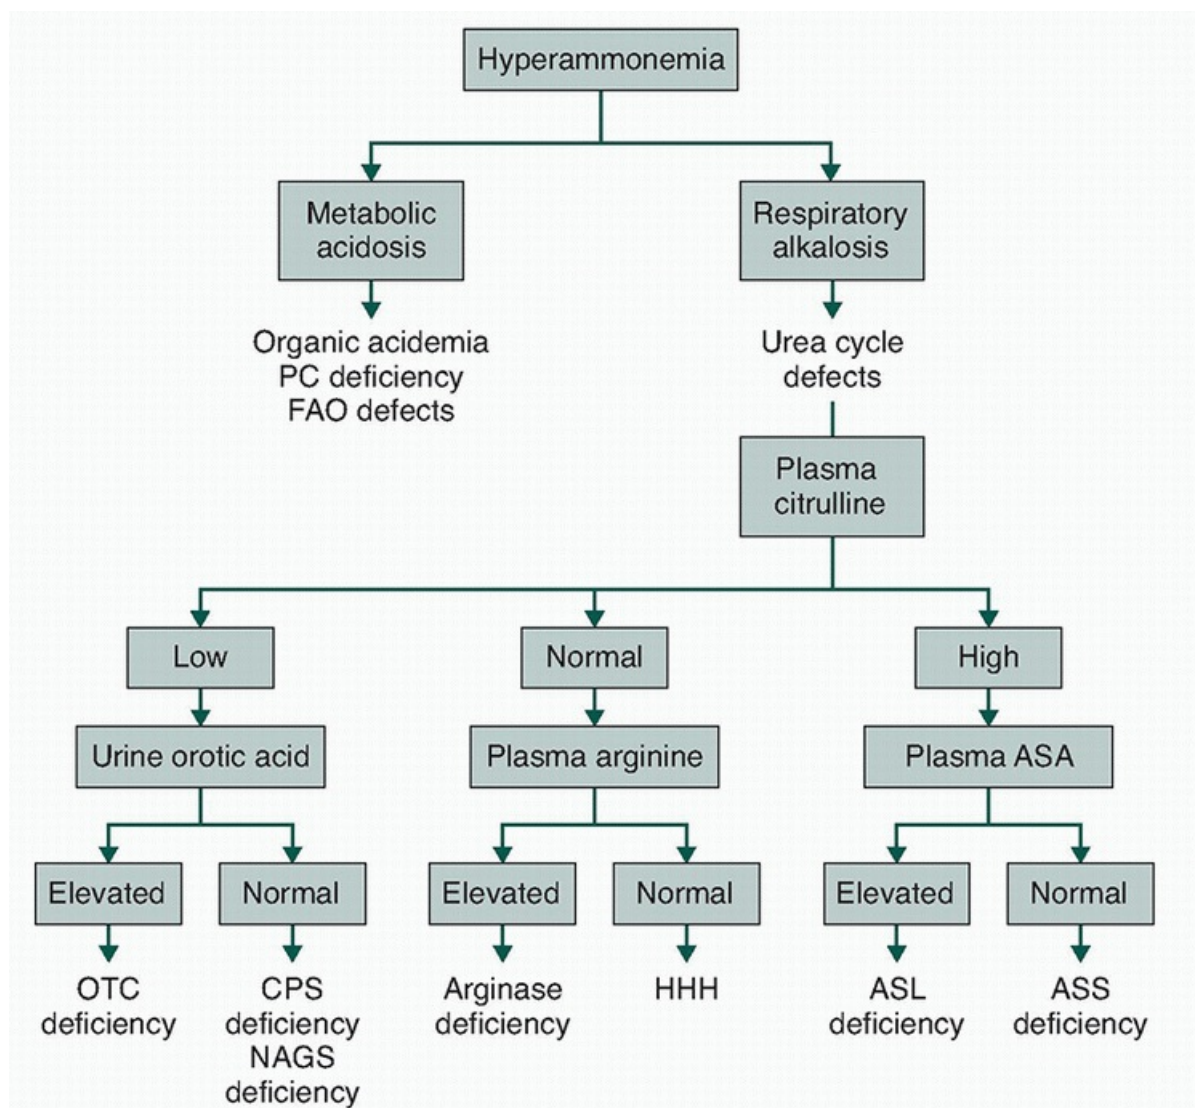 Hyperammonemia
Metabolic
acidosis
Respiratory
alkalosis
Organic acidemia
PC deficiency
FAO defects
Urea cycle
defects
Plasma
citrulline
Low
Normal
High
Urine orotic acid
Plasma arginine
Plasma ASA
Elevated
Normal
Elevated
Normal
Elevated
Normal
OTC
deficiency
CPS
deficiency
NAGS
deficiency
Arginase
deficiency
HHH
ASL
deficiency
ASS
deficiency